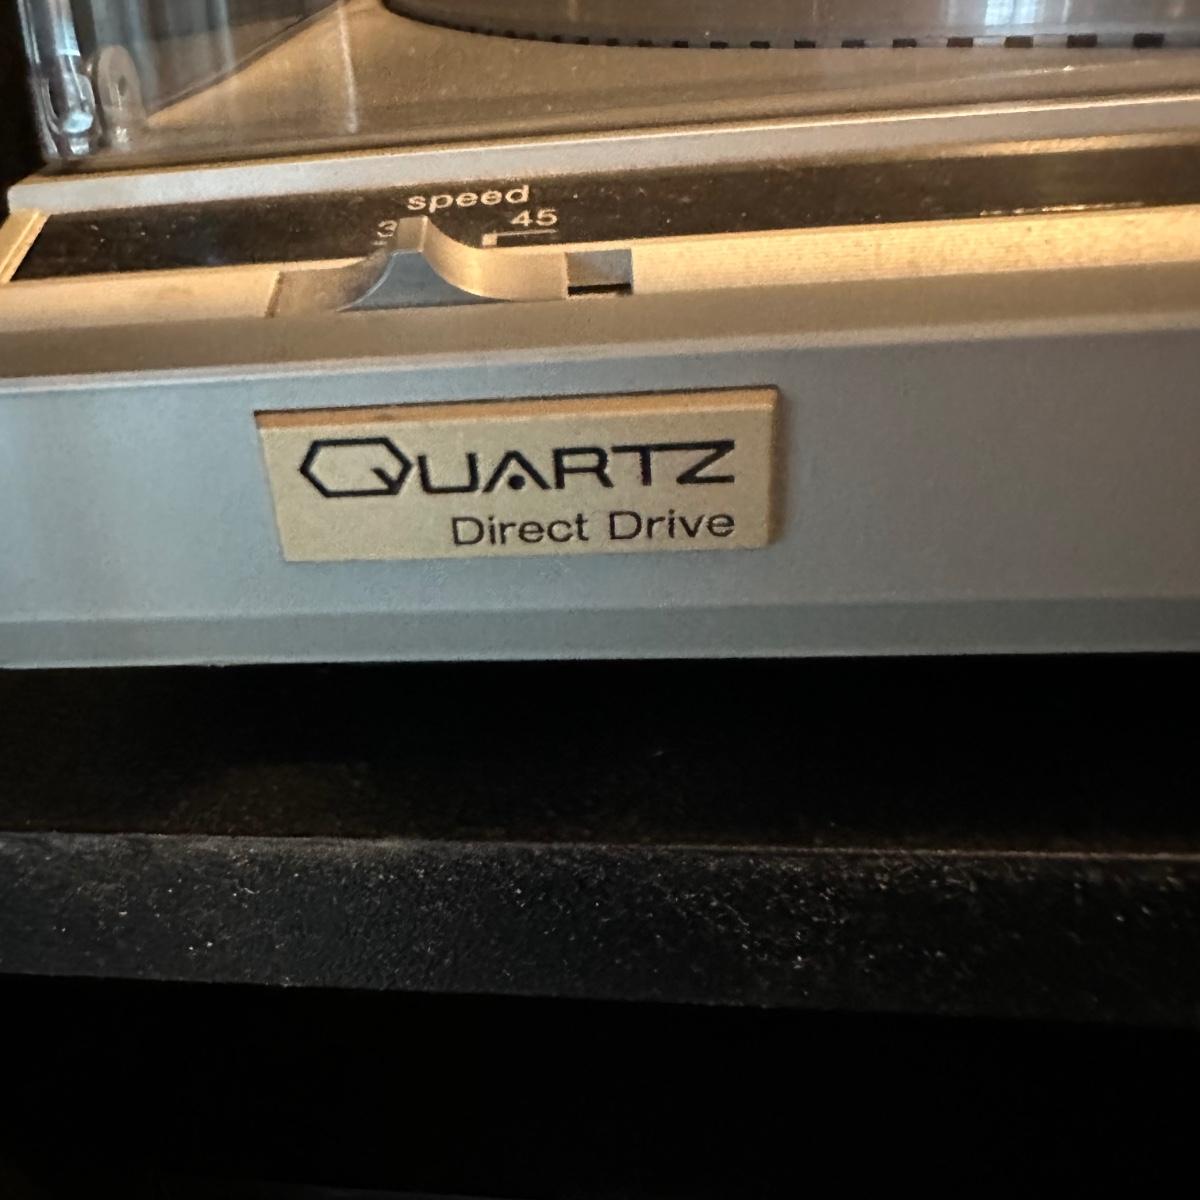 speed
3 45
QUARTZ
Direct Drive